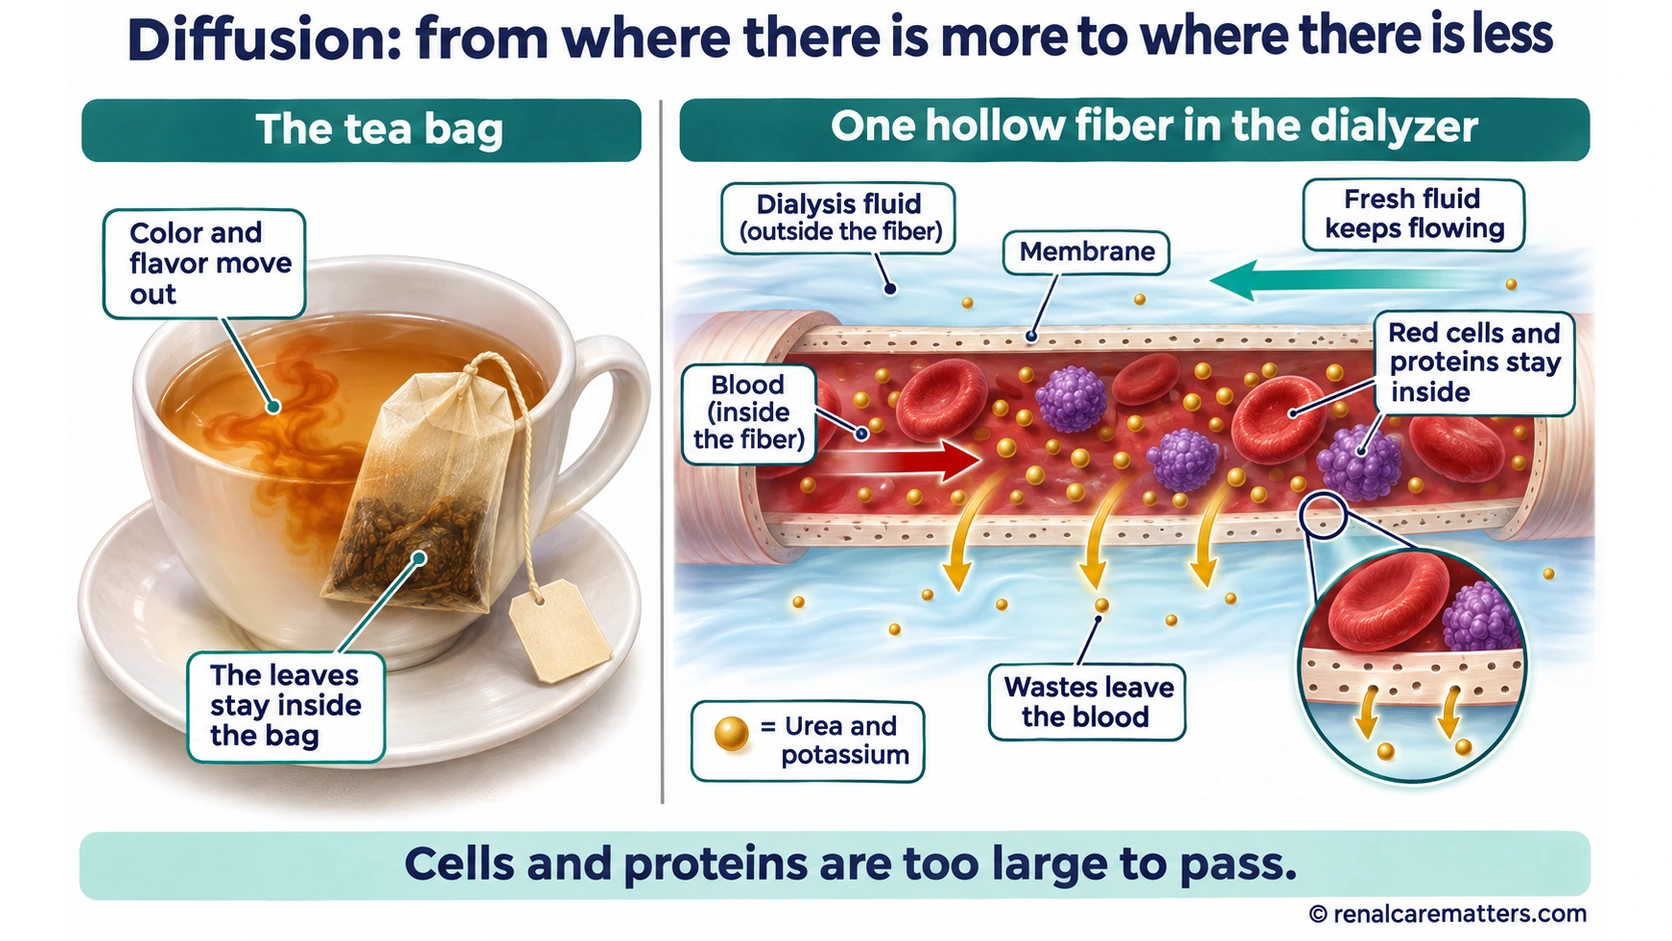 Diffusion: from where there is more to where there is less
The tea bag
Color and
flavor move
out
The leaves
stay inside
the bag
One hollow fiber in the dialyzer
Dialysis fluid
(outside the fiber)
Membrane
Fresh fluid
keeps flowing
Blood
(inside
the fiber)
Red cells and
proteins stay
inside
Wastes leave
the blood
= Urea and
potassium
Cells and proteins are too large to pass.
© renalcarematters.com